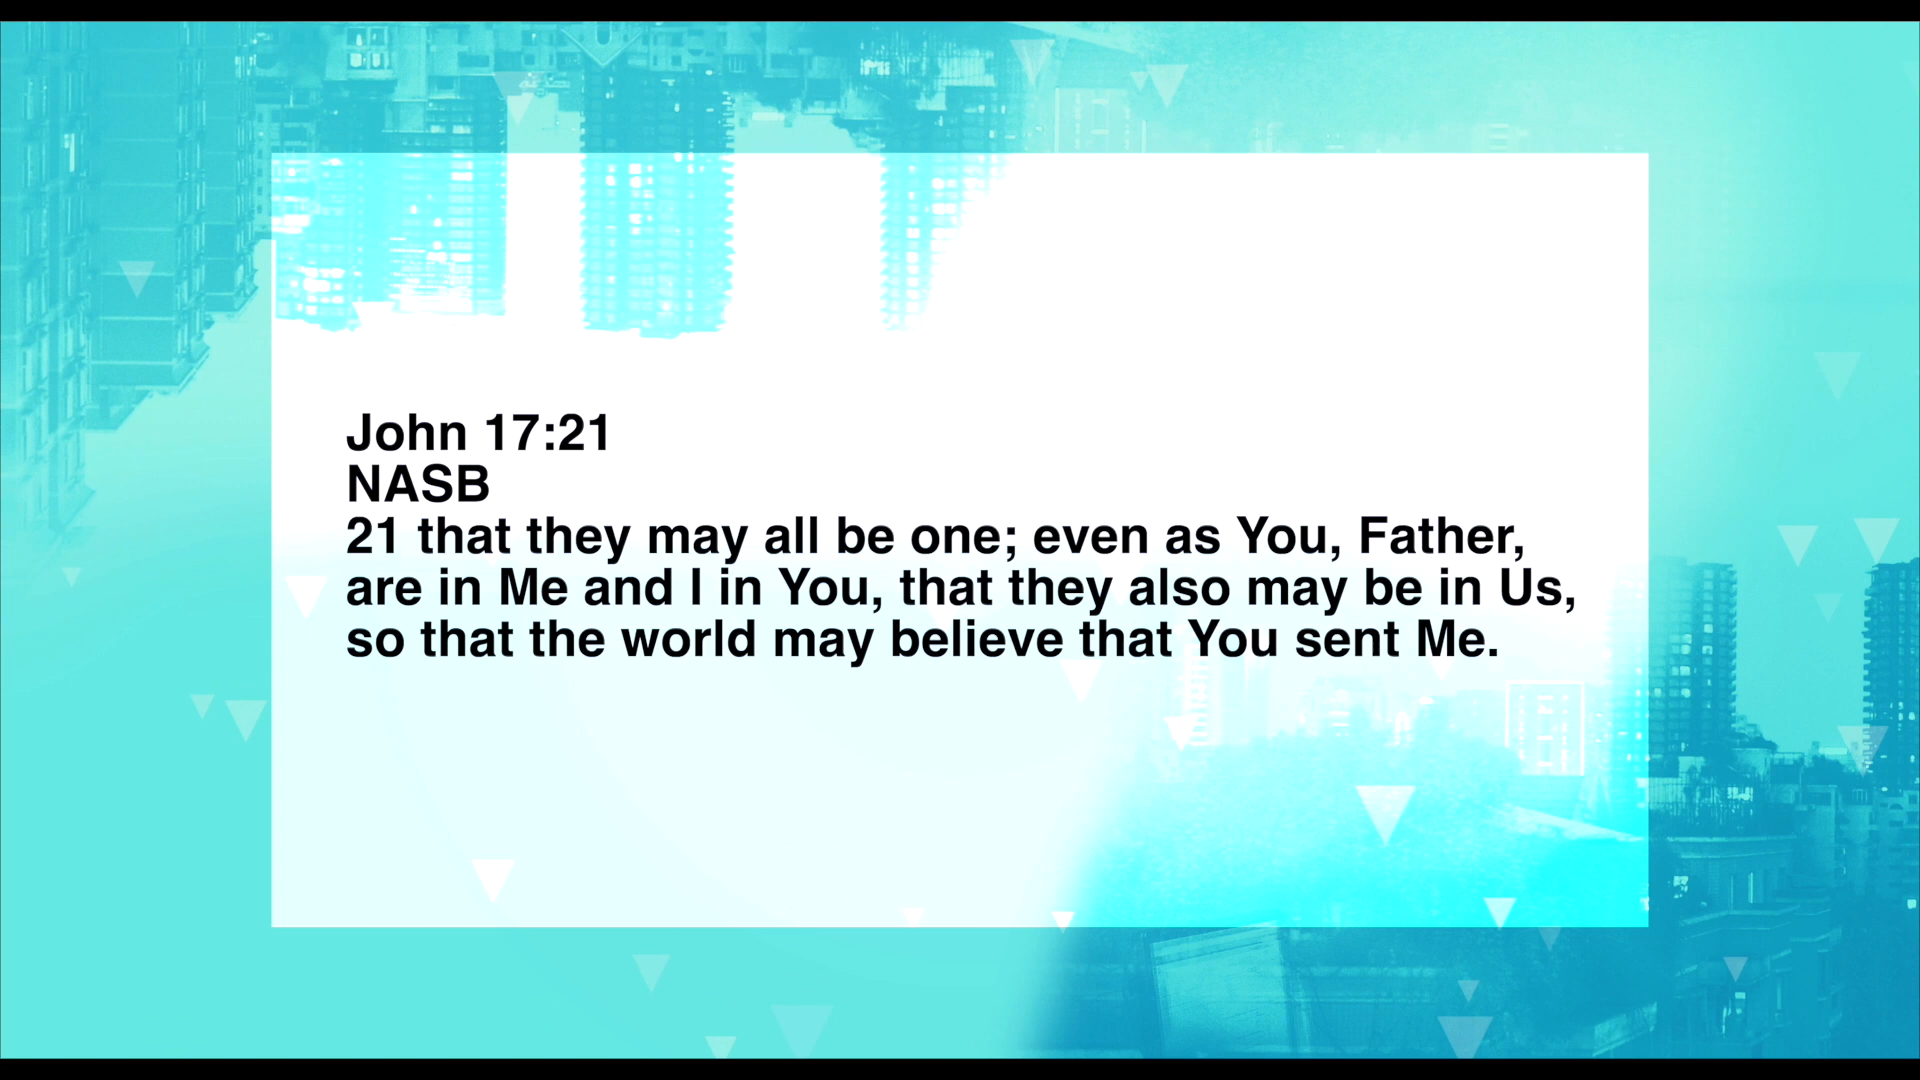 John 17:21
NASB
21 that they may all be one; even as You, Father,
are in Me and I in You, that they also may be in Us,
so that the world may believe that You sent Me.